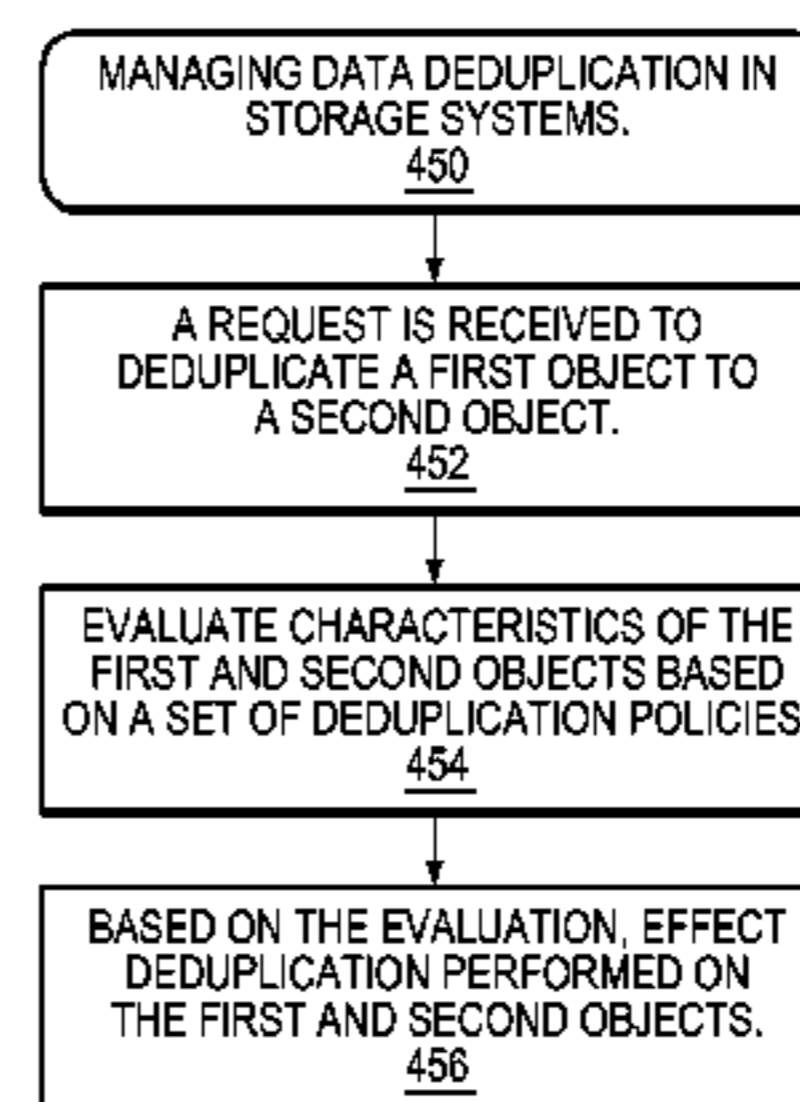 MANAGING DATA DEDUPLICATION IN
STORAGE SYSTEMS.
450
A REQUEST IS RECEIVED TO
DEDUPLICATE A FIRST OBJECT TO
A SECOND OBJECT.
452
EVALUATE CHARACTERISTICS OF THE
FIRST AND SECOND OBJECTS BASED
ON A SET OF DEDUPLICATION POLICIES
454
BASED ON THE EVALUATION, EFFECT
DEDUPLICATION PERFORMED ON
THE FIRST AND SECOND OBJECTS.
456